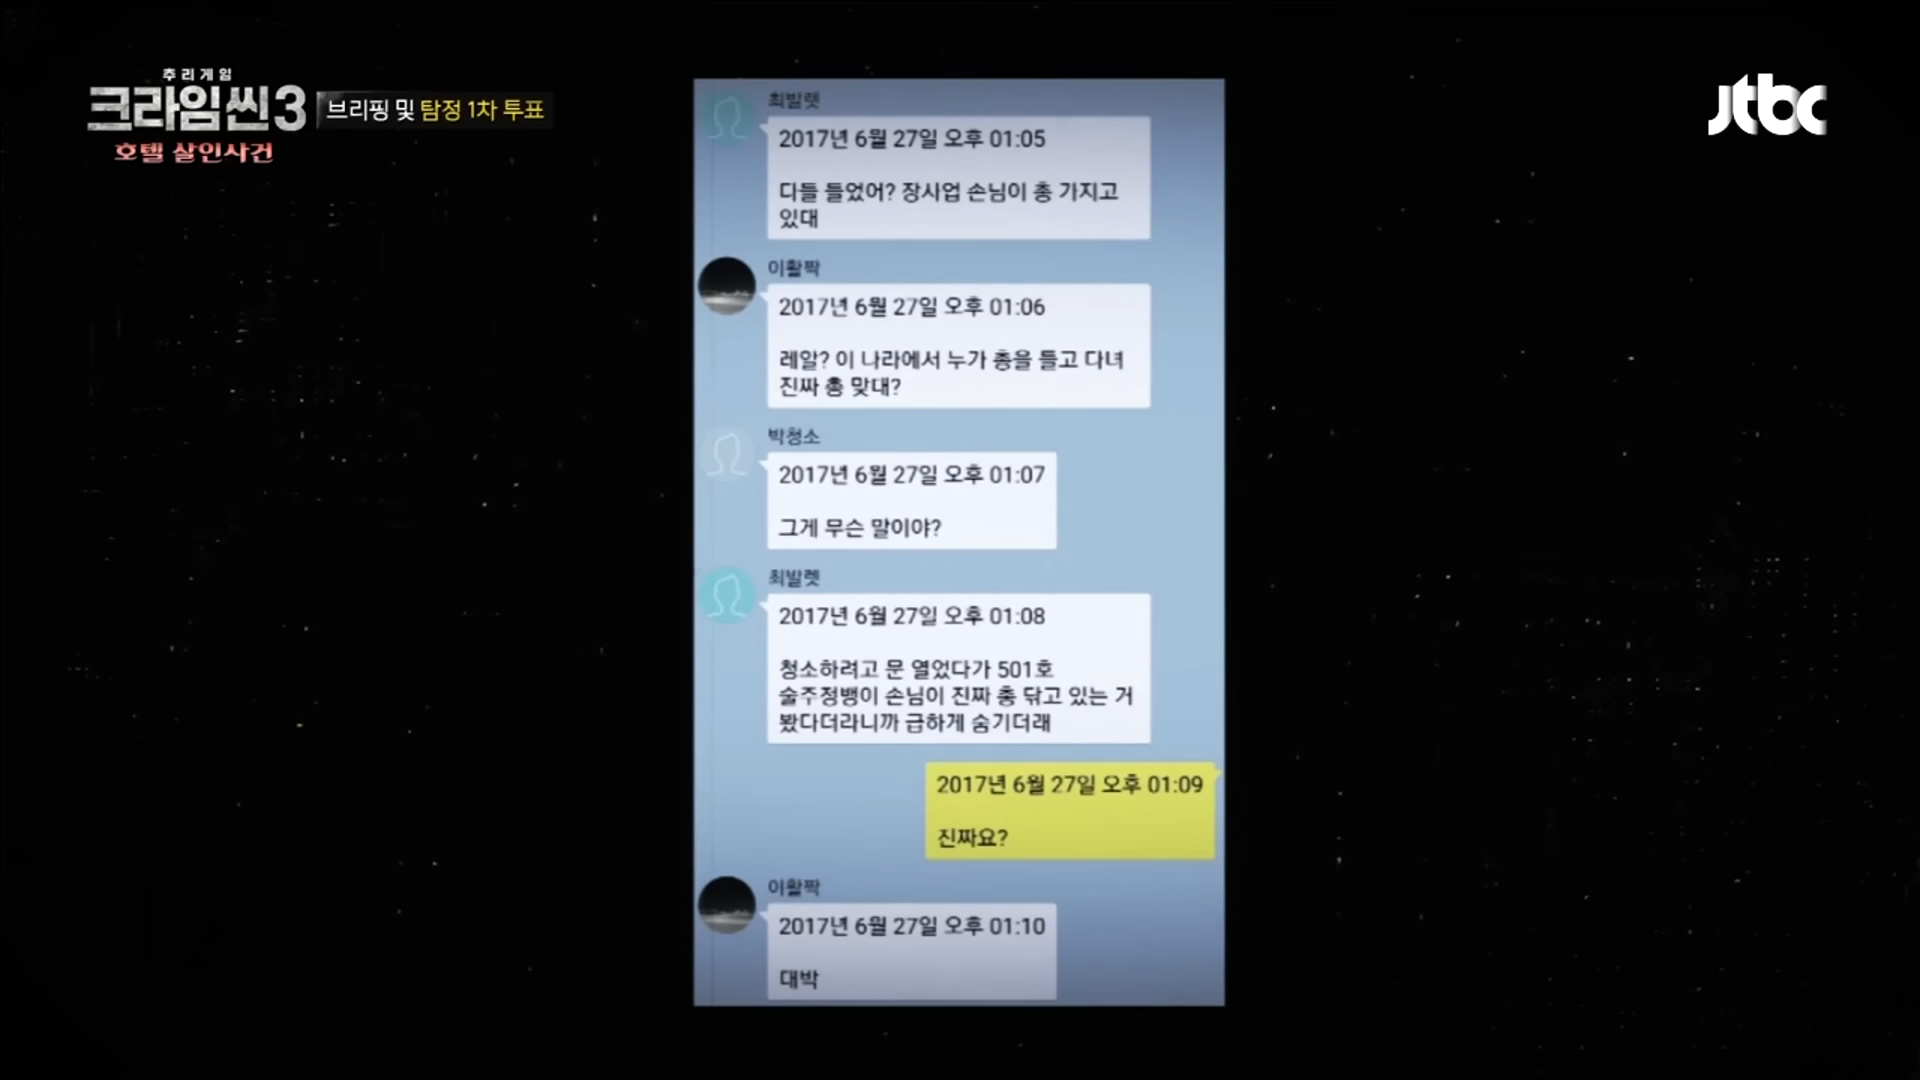 추리게임
크라임씬3
호텔 살인사건
브리핑 및 탐정 1차 투표
jtbc
최발렛
2017년 6월 27일 오후 01:05
다들 들었어? 장사업 손님이 총 가지고
있대
이활짝
2017년 6월 27일 오후 01:06
레알? 이 나라에서 누가 총을 들고 다녀
진짜 총 맞대?
박청소
2017년 6월 27일 오후 01:07
그게 무슨 말이야?
최발렛
2017년 6월 27일 오후 01:08
청소하려고 문 열었다가 501호
술주정뱅이 손님이 진짜 총 닦고 있는 거
봤다더라니까 급하게 숨기더래
2017년 6월 27일 오후 01:09
진짜요?
이활짝
2017년 6월 27일 오후 01:10
대박